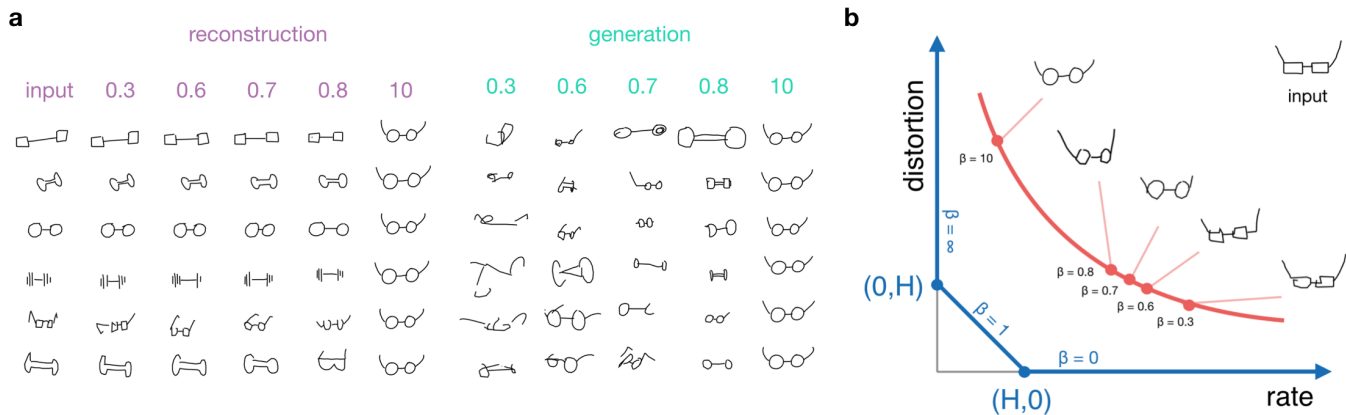 a
reconstruction
generation
input 0.3 0.6 0.7 0.8 10
0.3 0.6 0.7 0.8 10
b
distortion
β = ∞
(0,H)
β = 1
(H,0)
β = 0
rate
β = 10
β = 0.8
β = 0.7
β = 0.6
β = 0.3
input